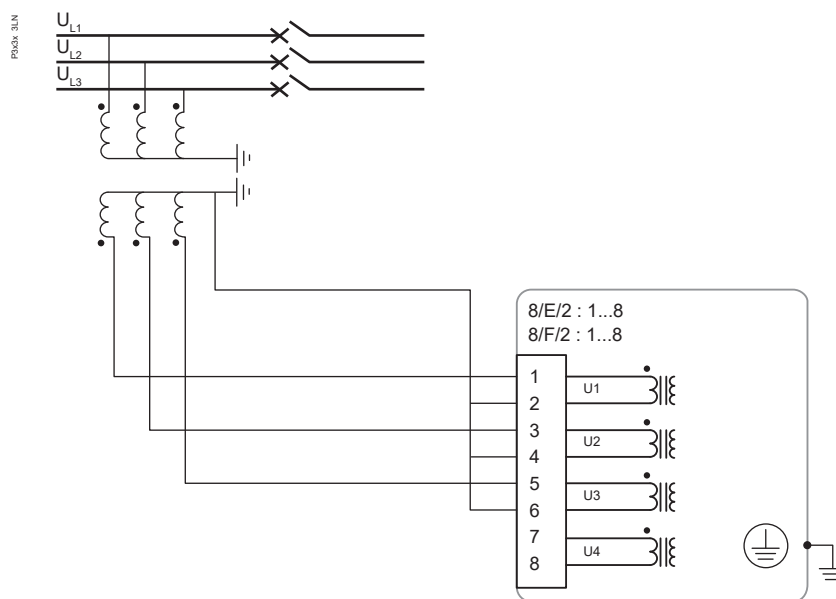 P3x3x 3LN
UL1
UL2
UL3
8/E/2 : 1...8
8/F/2 : 1...8
1
U1
2
3
U2
4
5
U3
6
7
U4
8